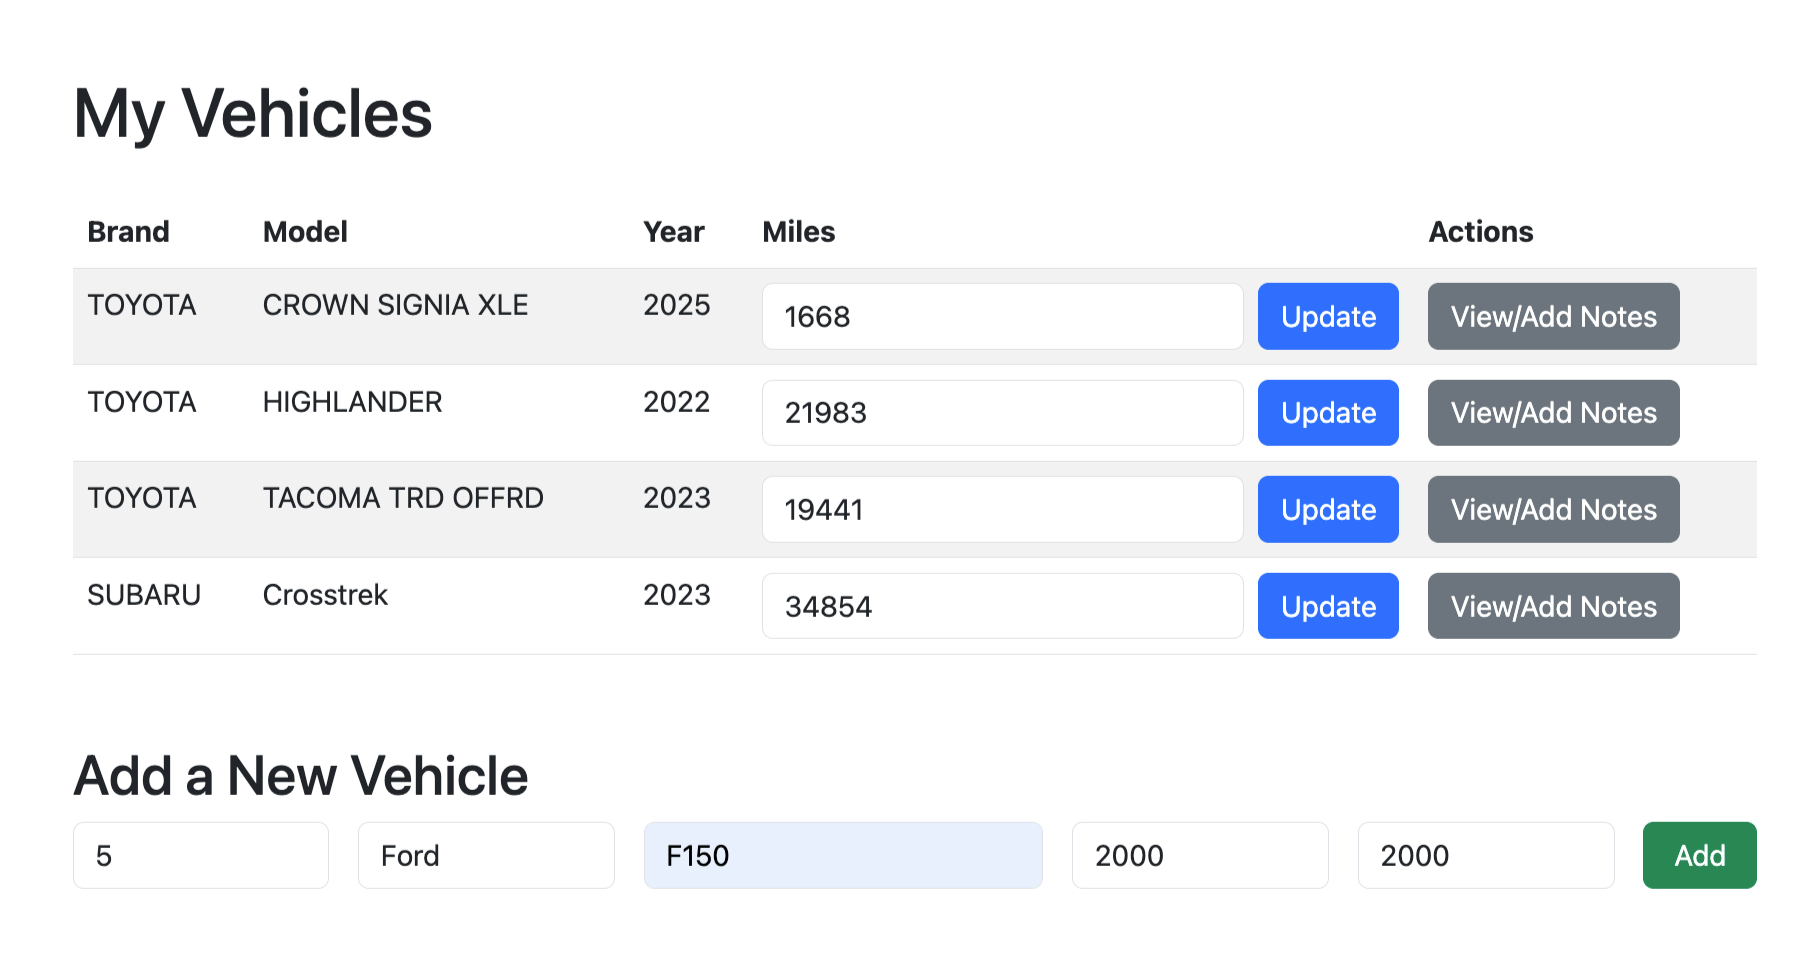 My Vehicles
Brand Model Year Miles Actions
TOYOTA CROWN SIGNIA XLE 2025 1668 Update View/Add Notes
TOYOTA HIGHLANDER 2022 21983 Update View/Add Notes
TOYOTA TACOMA TRD OFFRD 2023 19441 Update View/Add Notes
SUBARU Crosstrek 2023 34854 Update View/Add Notes
Add a New Vehicle
5 Ford F150 2000 2000 Add